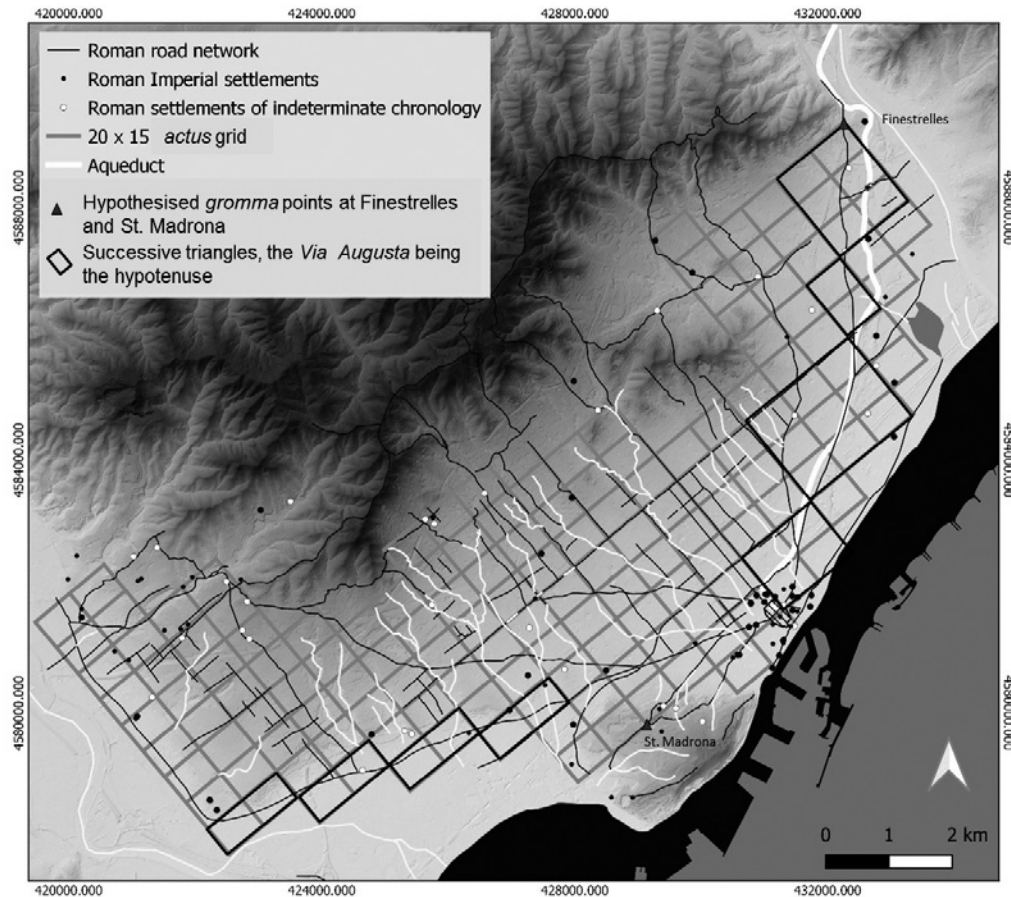 420000.000 424000.000 428000.000 432000.000
Roman road network
Roman Imperial settlements
Roman settlements of indeterminate chronology
20 x 15 actus grid
Aqueduct
Hypothesised gromma points at Finestrelles
and St. Madrona
Successive triangles, the Via Augusta being
the hypotenuse
Finestrelles
4588000.000 4588000.000
4584000.000 4584000.000
4580000.000 4580000.000
St. Madrona
0 1 2 km
420000.000 424000.000 428000.000 432000.000